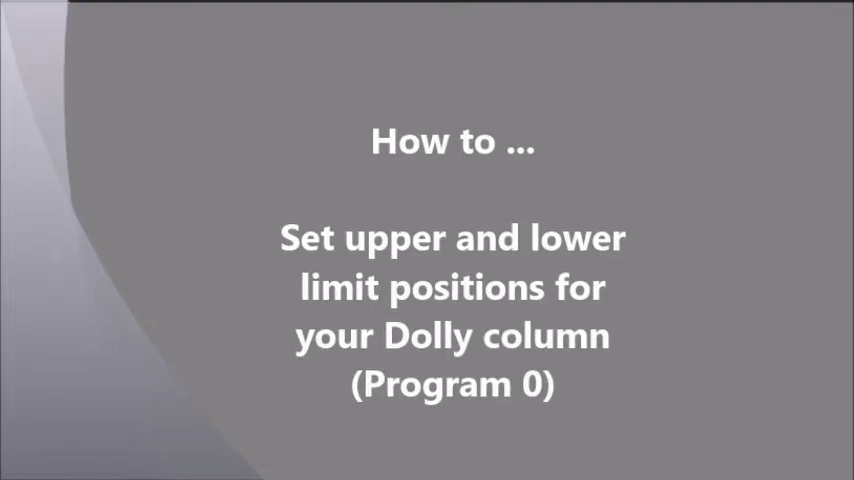 How to ...
Set upper and lower
limit positions for
your Dolly column
(Program 0)